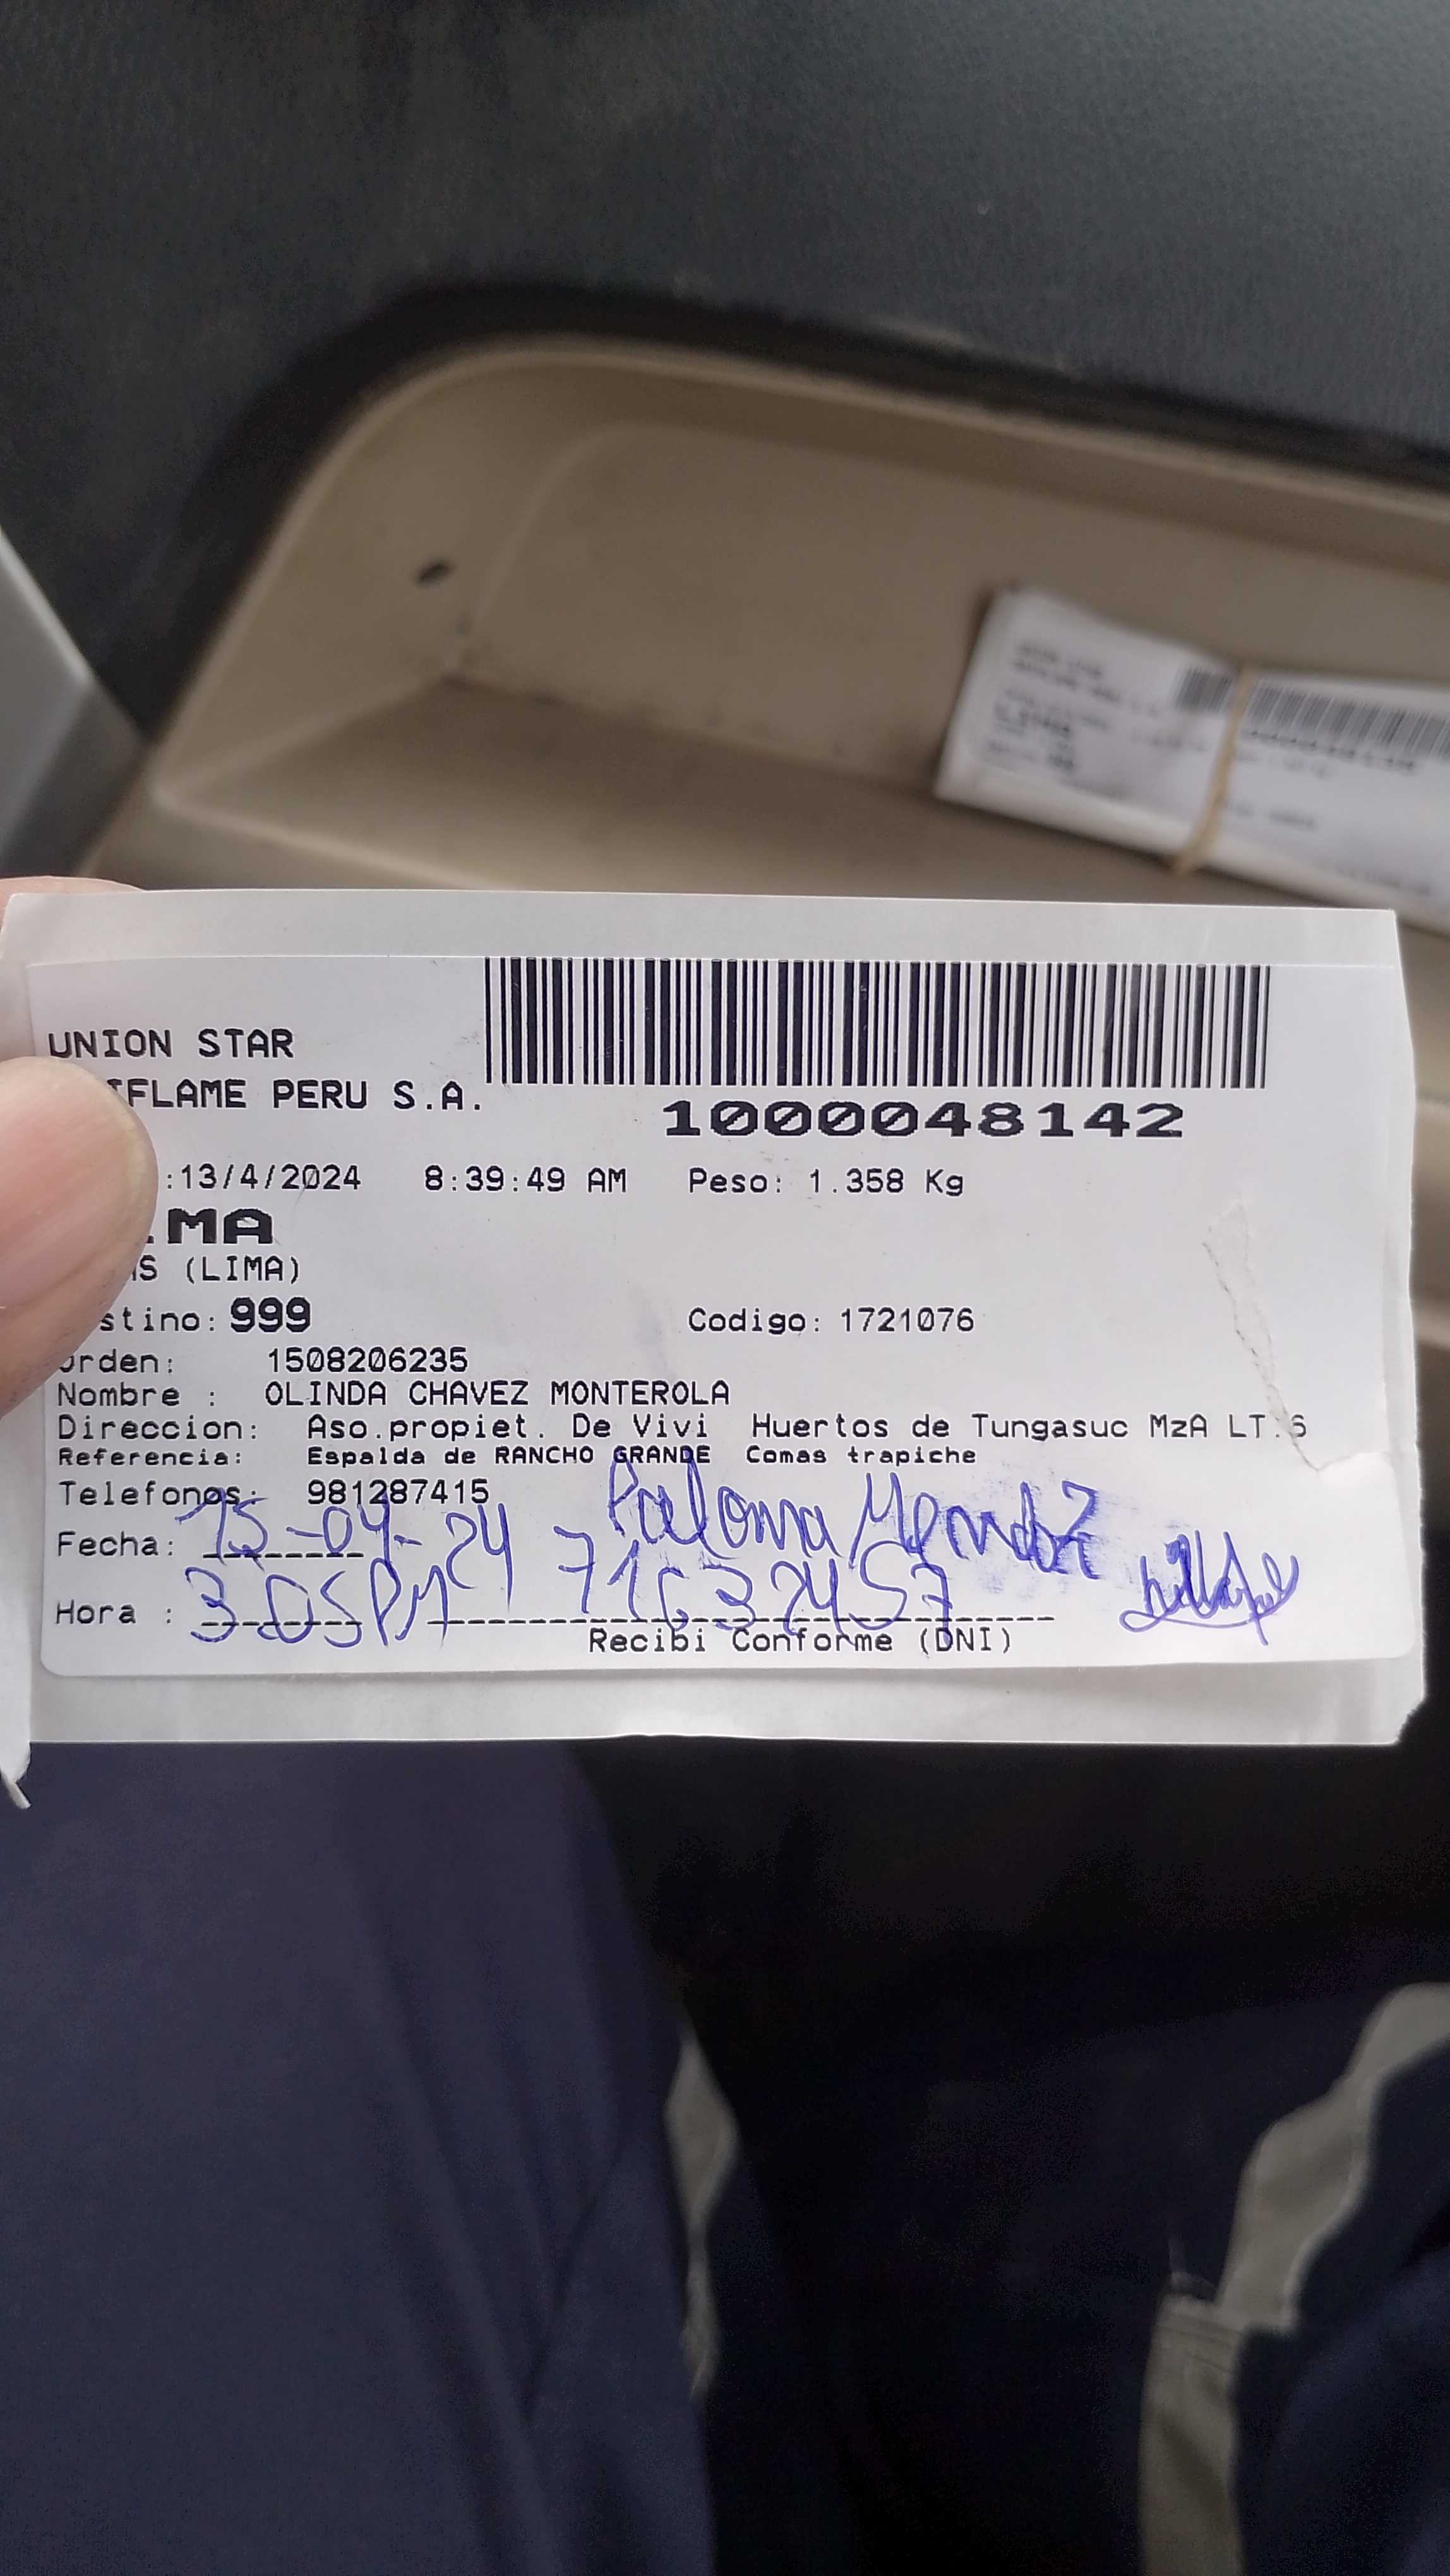 UNION STAR
FLAME PERU S.A.
1000048142
:13/4/2024 8:39:49 AM Peso: 1.358 Kg
MA
S (LIMA)
stino: 999 Codigo: 1721076
Orden: 1508206235
Nombre : OLINDA CHAVEZ MONTEROLA
Direccion: Aso.propiet. De Vivi Huertos de Tungasuc MzA LT.6
Referencia: Espalda de RANCHO GRANDE Comas trapiche
Telefonos: 981287415
Paloma Mendoz
Fecha: 15-04-24
71632457
Hora : 3:05PM
Recibi Conforme (DNI)